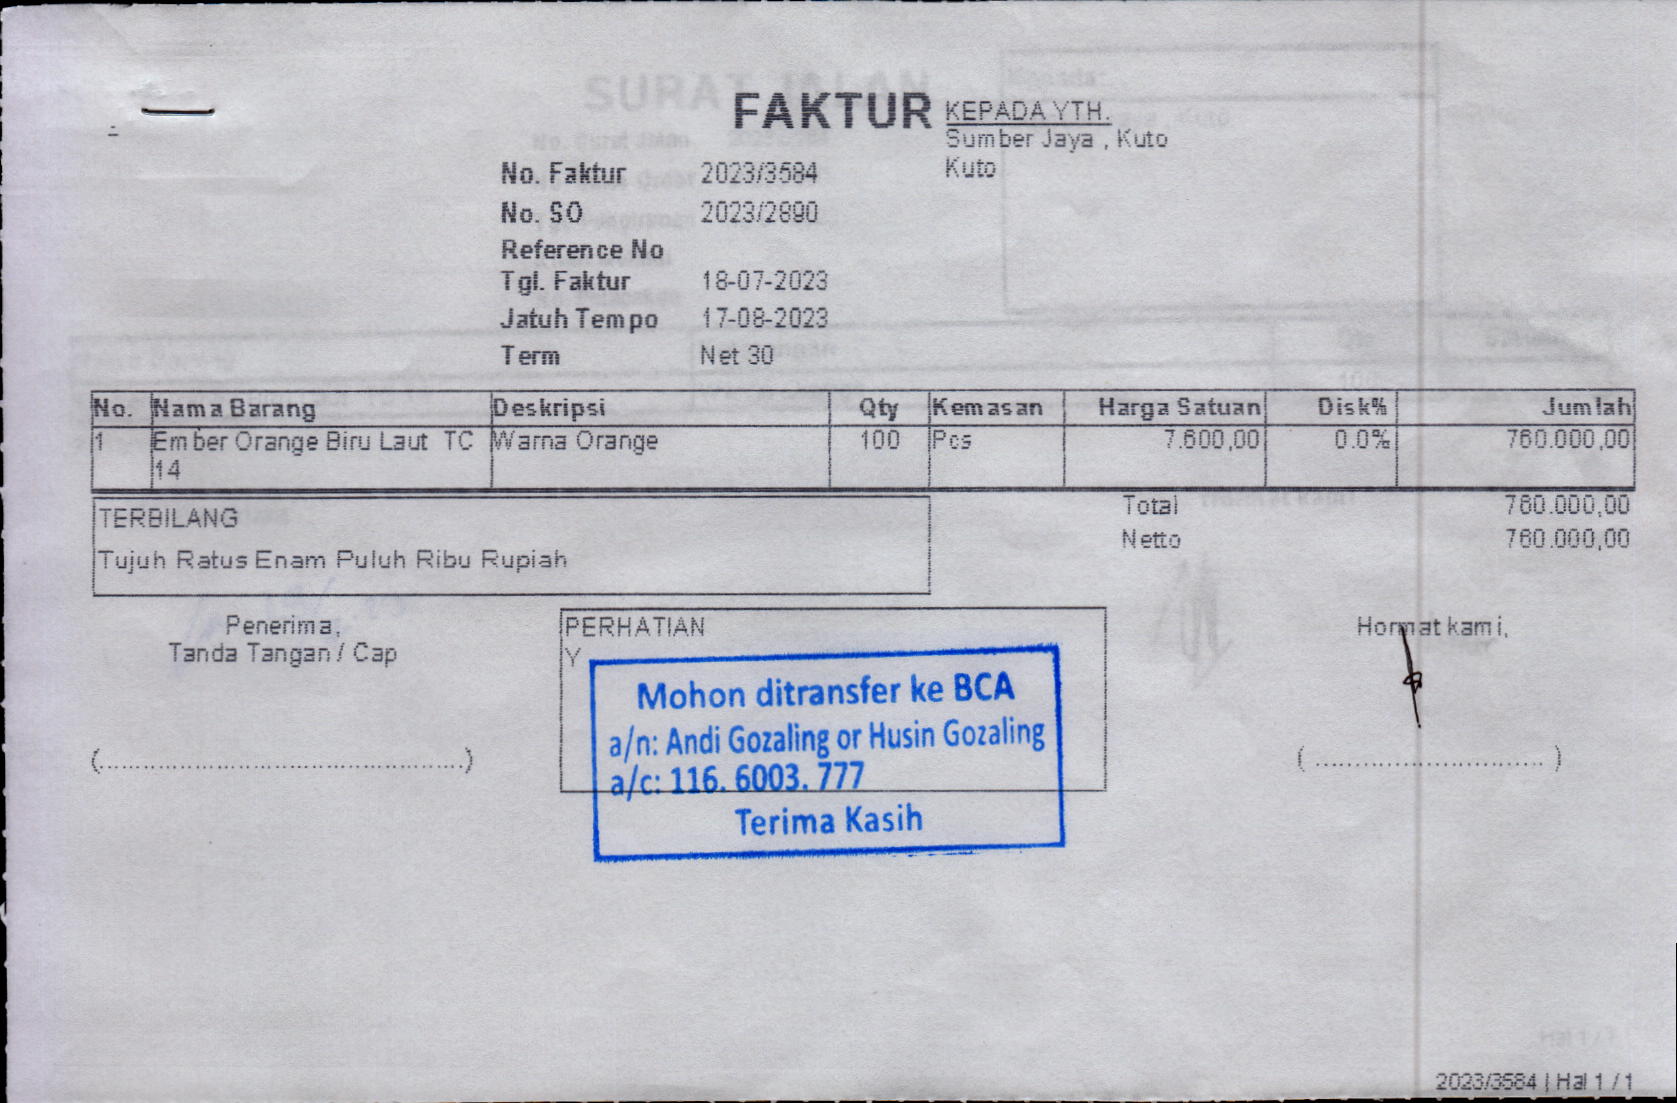 FAKTUR
KEPADA YTH.
Sumber Jaya , Kuto
Kuto
No. Faktur 2023/3584
No. SO 2023/2890
Reference No
Tgl. Faktur 18-07-2023
Jatuh Tempo 17-08-2023
Term Net 30
No. Nama Barang Deskripsi Qty Kemasan Harga Satuan Disk% Jumlah
1 Ember Orange Biru Laut TC Warna Orange 100 Pcs 7.600,00 0.0% 760.000,00
14
Total 760.000,00
TERBILANG
Netto 760.000,00
Tujuh Ratus Enam Puluh Ribu Rupiah
Penerima,
Tanda Tangan / Cap
(..............................................)
PERHATIAN
Y
Mohon ditransfer ke BCA
a/n: Andi Gozaling or Husin Gozaling
a/c: 116. 6003. 777
Terima Kasih
Hormat kami,
( ............................. )
2023/3584 | Hal 1 / 1